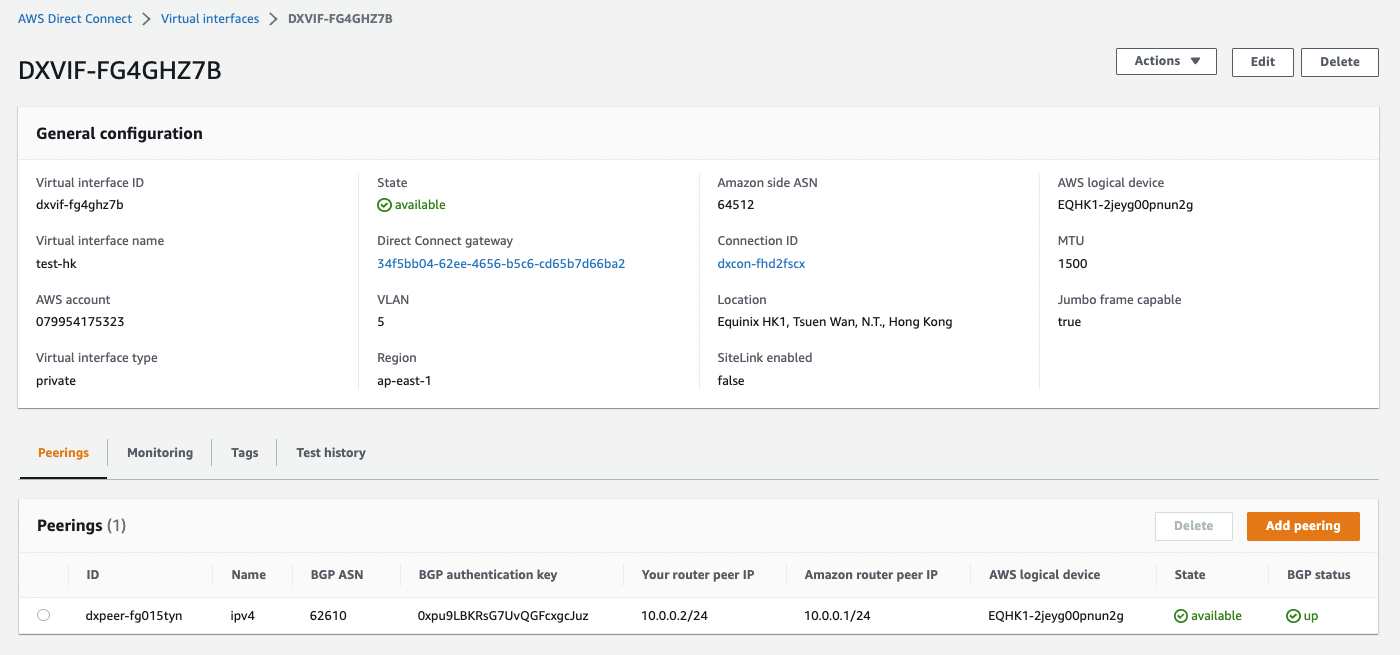 AWS Direct Connect > Virtual interfaces > DXVIF-FG4GHZ7B
DXVIF-FG4GHZ7B
Actions ▼ Edit Delete
General configuration
Virtual interface ID
dxvif-fg4ghz7b
Virtual interface name
test-hk
AWS account
079954175323
Virtual interface type
private
State
available
Direct Connect gateway
34f5bb04-62ee-4656-b5c6-cd65b7d66ba2
VLAN
5
Region
ap-east-1
Amazon side ASN
64512
Connection ID
dxcon-fhd2fscx
Location
Equinix HK1, Tsuen Wan, N.T., Hong Kong
SiteLink enabled
false
AWS logical device
EQHK1-2jeyg00pnun2g
MTU
1500
Jumbo frame capable
true
Peerings Monitoring Tags Test history
Peerings (1)
Delete Add peering
ID Name BGP ASN BGP authentication key Your router peer IP Amazon router peer IP AWS logical device State BGP status
dxpeer-fg015tyn ipv4 62610 0xpu9LBKRsG7UvQGFcxgcJuz 10.0.0.2/24 10.0.0.1/24 EQHK1-2jeyg00pnun2g available up